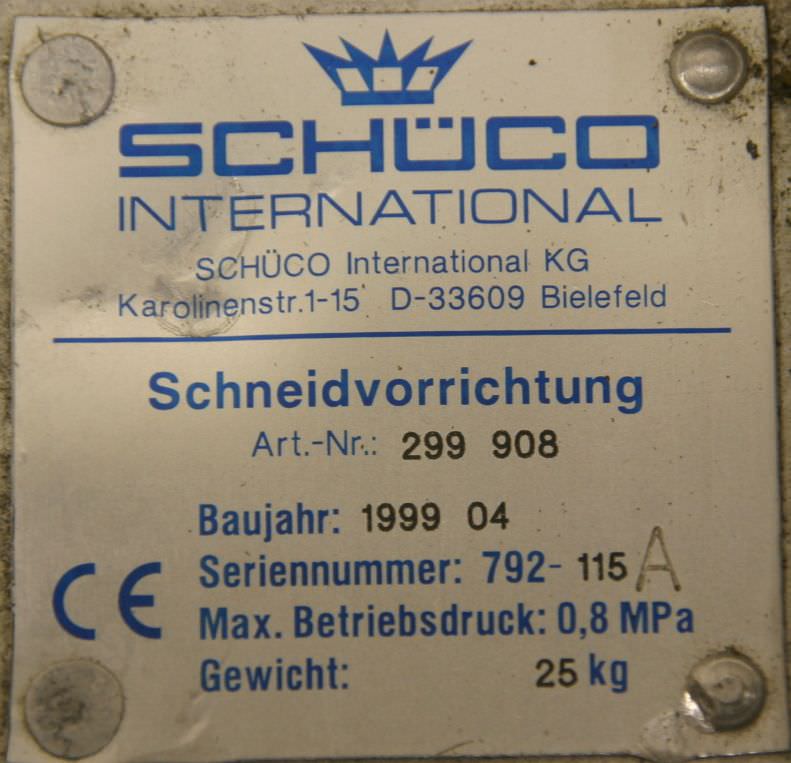 SCHÜCO
INTERNATIONAL
SCHÜCO International KG
Karolinenstr.1-15 D-33609 Bielefeld
Schneidvorrichtung
Art.-Nr.: 299 908
Baujahr: 1999 04
CE Seriennummer: 792- 115 A
Max. Betriebsdruck: 0,8 MPa
Gewicht: 25 kg